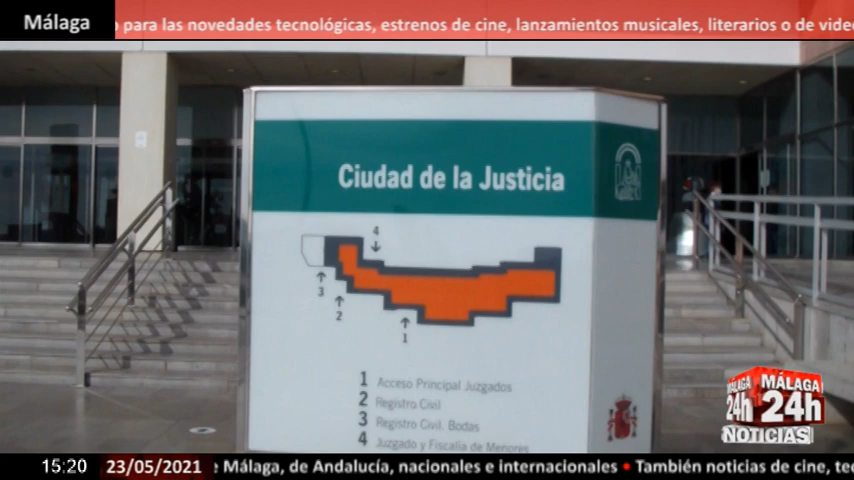 Málaga
o para las novedades tecnológicas, estrenos de cine, lanzamientos musicales, literarios o de vide
Ciudad de la Justicia
4
3
2
1
1 Acceso Principal Juzgados
2 Registro Civil
3 Registro Civil. Bodas
4 Juzgado y Fiscalía de Menores
MÁLAGA 24h
MÁLAGA 24h
NOTICIAS
15:20 23/05/2021 e Málaga, de Andalucía, nacionales e internacionales • También noticias de cine, tec